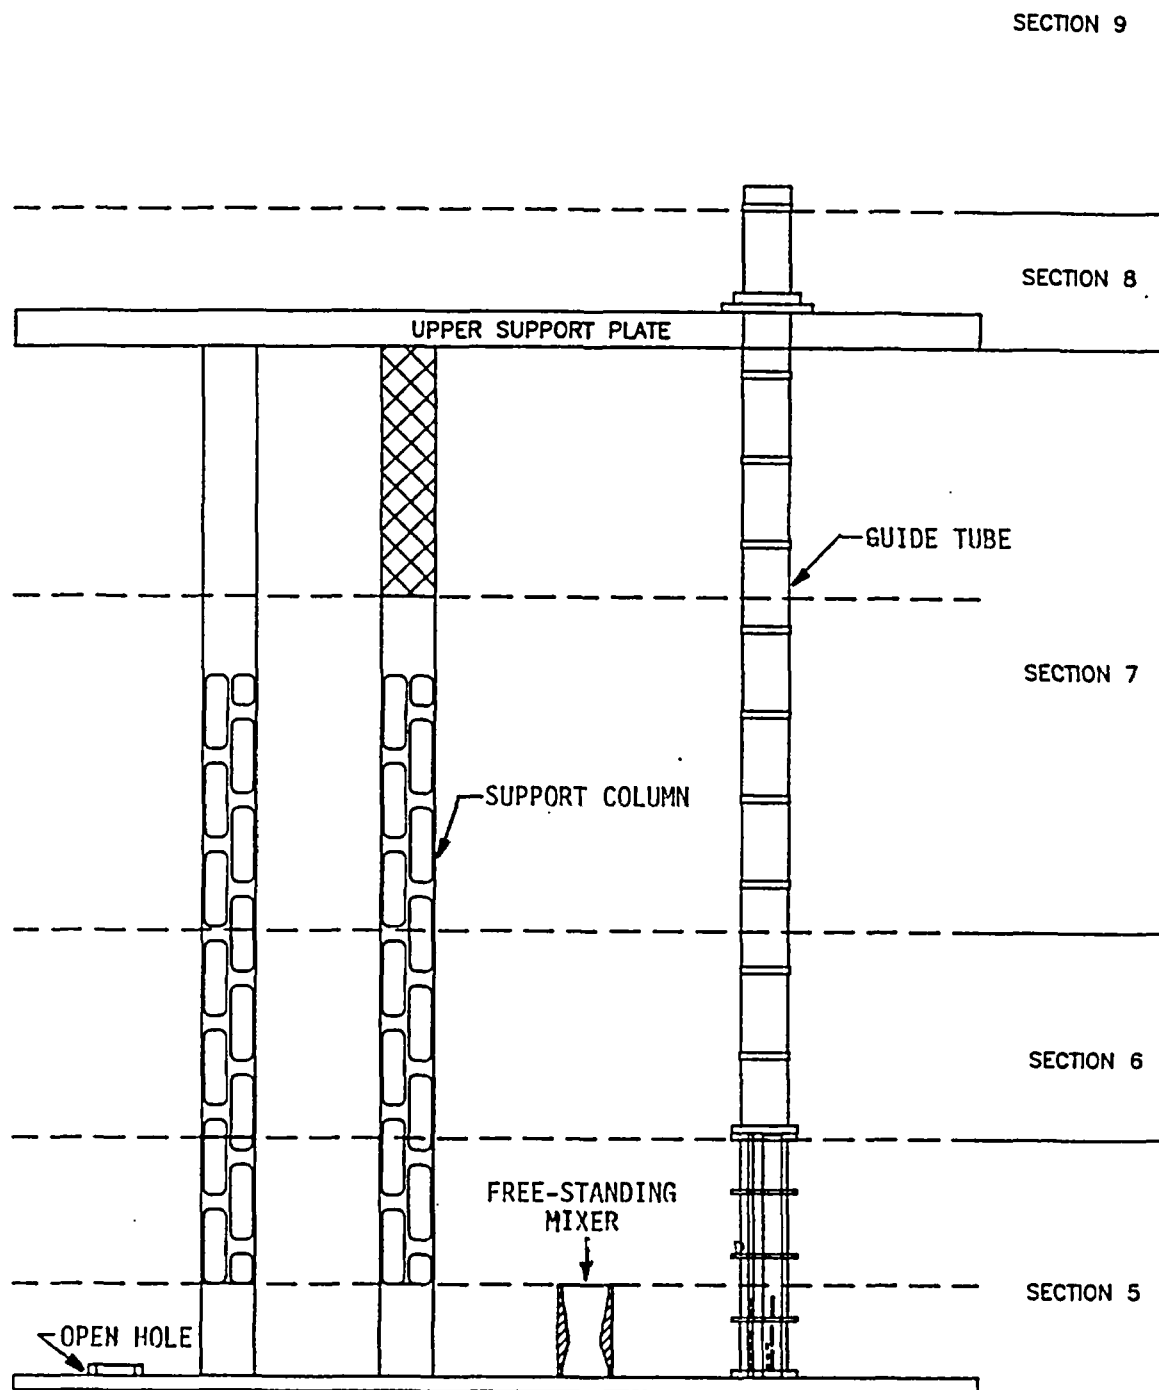 SECTION 9
SECTION 8
UPPER SUPPORT PLATE
GUIDE TUBE
SECTION 7
SUPPORT COLUMN
SECTION 6
FREE-STANDING
MIXER
SECTION 5
OPEN HOLE